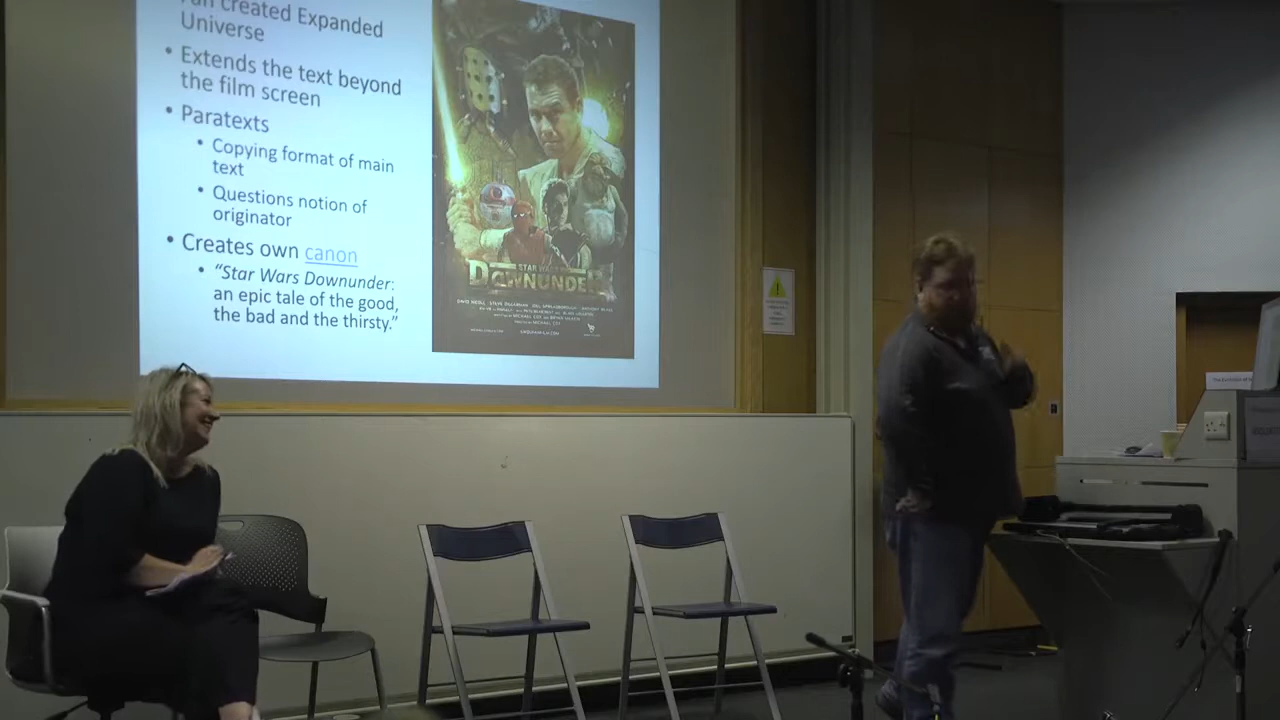 created Expanded
Universe
• Extends the text beyond
the film screen
• Paratexts
• Copying format of main
text
• Questions notion of
originator
• Creates own canon
• “Star Wars Downunder:
an epic tale of the good,
the bad and the thirsty.”
STAR WARS
DOWNUNDER